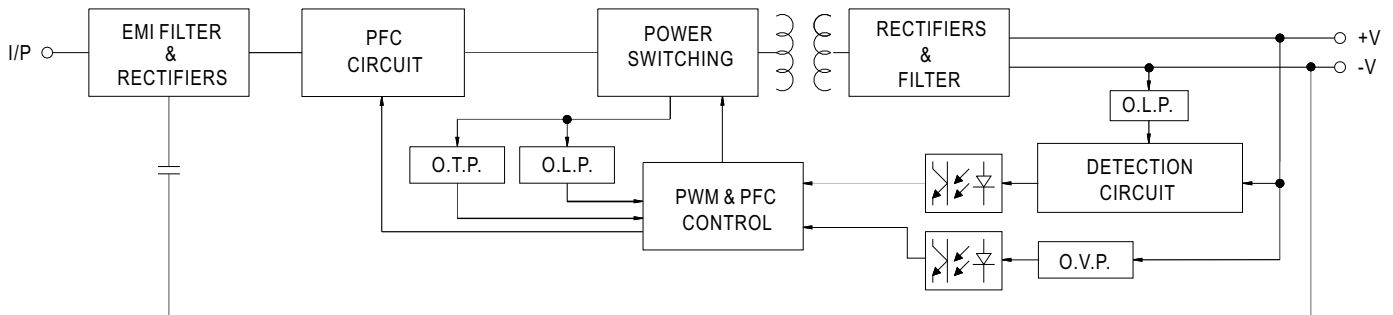 I/P
EMI FILTER
&
RECTIFIERS
PFC
CIRCUIT
POWER
SWITCHING
RECTIFIERS
&
FILTER
+V
-V
O.L.P.
O.T.P.
O.L.P.
PWM & PFC
CONTROL
DETECTION
CIRCUIT
O.V.P.